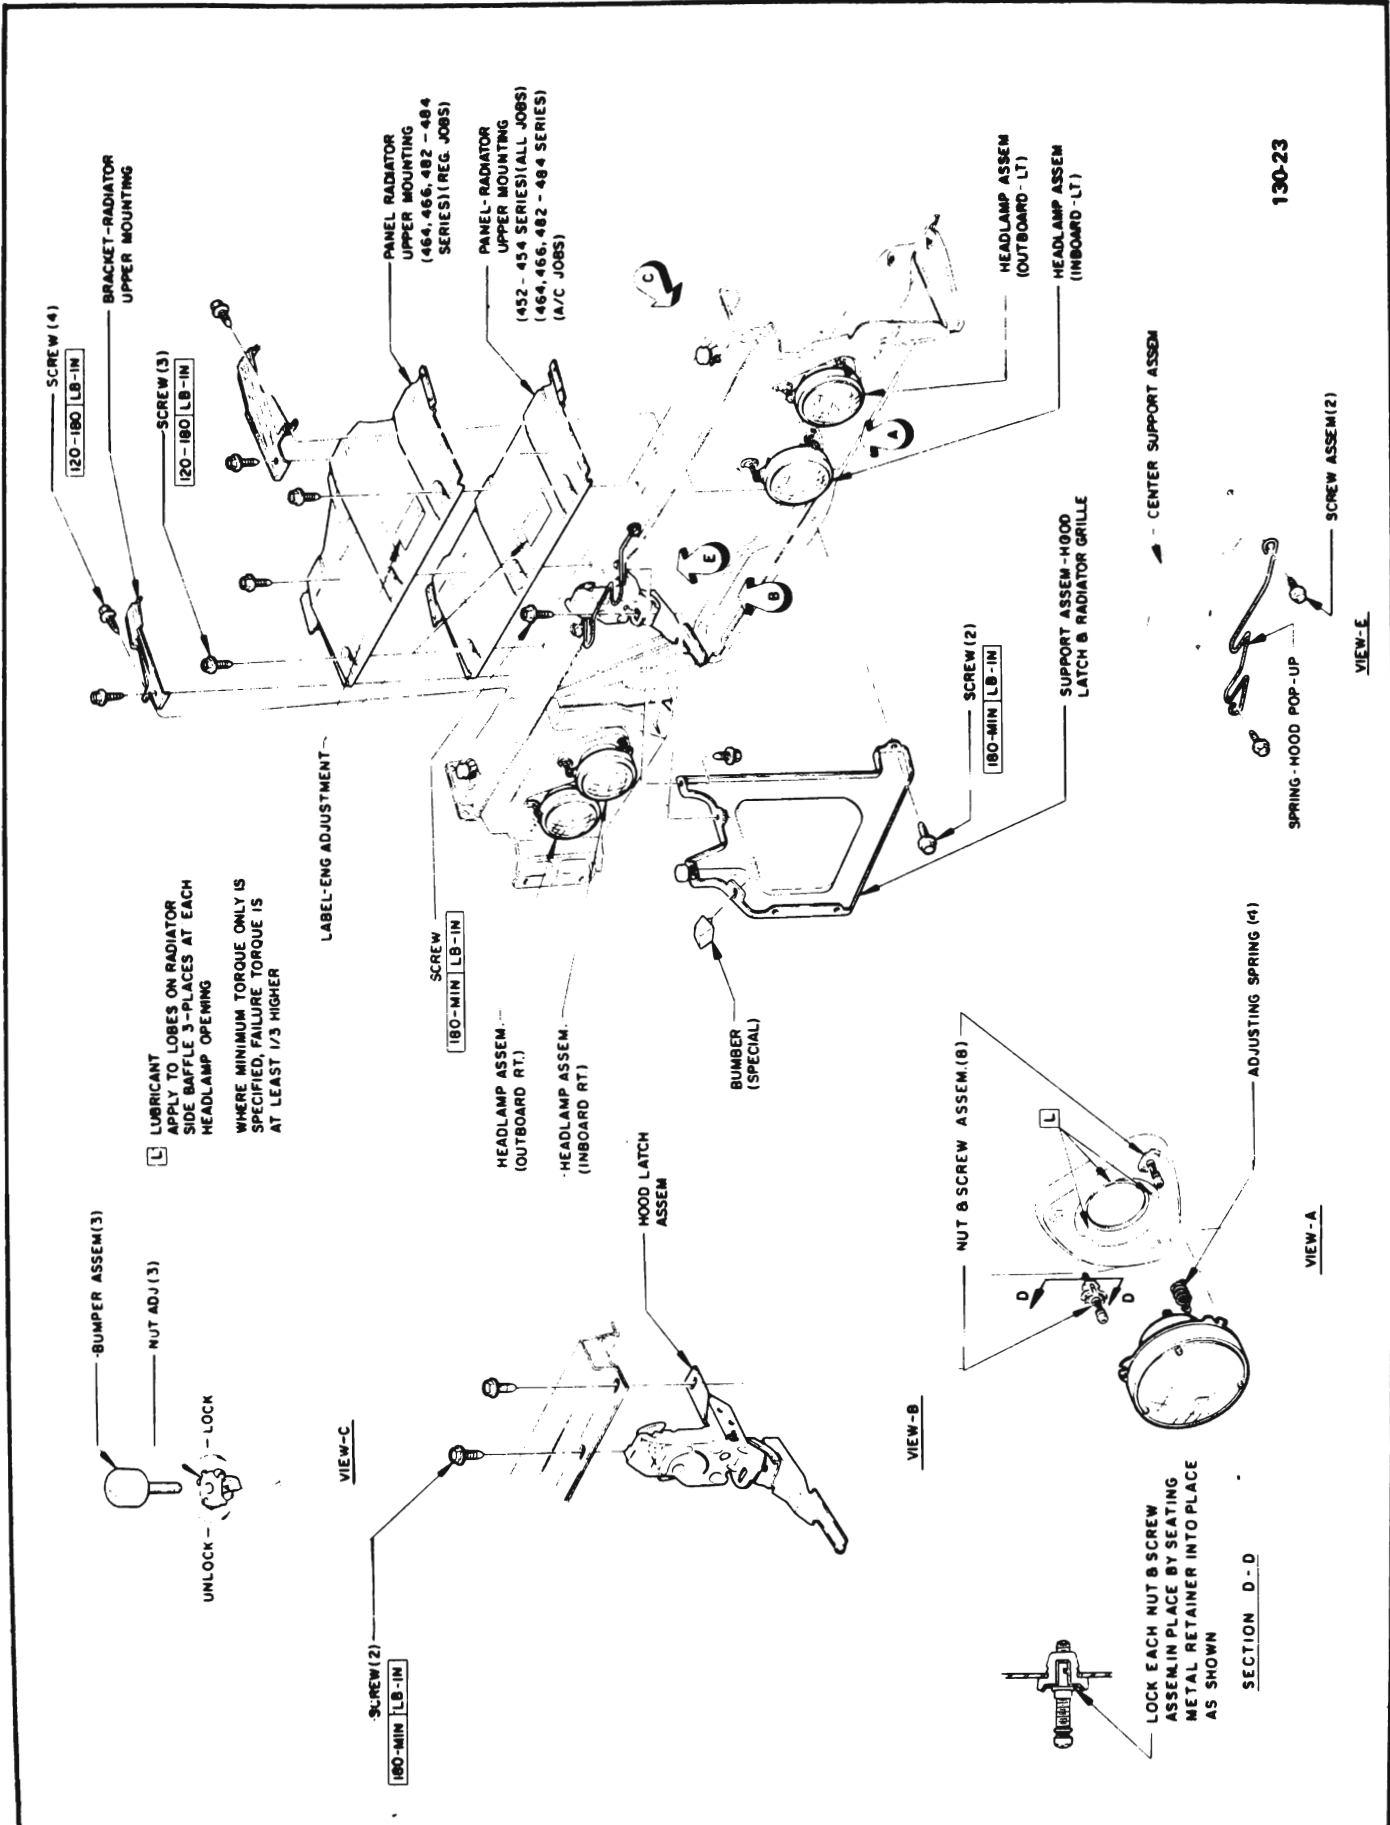 BUMPER ASSEM(3)
NUT ADJ (3)
UNLOCK
LOCK
VIEW-C
L LUBRICANT
APPLY TO LOBES ON RADIATOR
SIDE BAFFLE 3-PLACES AT EACH
HEADLAMP OPENING
WHERE MINIMUM TORQUE ONLY IS
SPECIFIED, FAILURE TORQUE IS
AT LEAST 1/3 HIGHER
LABEL-ENG ADJUSTMENT
SCREW (4)
120-180 LB-IN
BRACKET-RADIATOR
UPPER MOUNTING
SCREW (3)
120-180 LB-IN
PANEL RADIATOR
UPPER MOUNTING
(464, 466, 482 - 484
SERIES) (REG. JOBS)
PANEL-RADIATOR
UPPER MOUNTING
(452 - 454 SERIES)(ALL JOBS)
(464, 466, 482 - 484 SERIES)
(A/C JOBS)
SCREW (2)
180-MIN LB-IN
HOOD LATCH
ASSEM
VIEW-B
SCREW
180-MIN LB-IN
HEADLAMP ASSEM.
(OUTBOARD RT.)
HEADLAMP ASSEM.
(INBOARD RT)
BUMBER
(SPECIAL)
C
A
E
B
HEADLAMP ASSEM
(OUTBOARD - LT)
HEADLAMP ASSEM
(INBOARD - LT)
SCREW (2)
180-MIN LB-IN
SUPPORT ASSEM-HOOD
LATCH & RADIATOR GRILLE
NUT & SCREW ASSEM.(8)
L
D
D
ADJUSTING SPRING (4)
VIEW-A
LOCK EACH NUT & SCREW
ASSEM.IN PLACE BY SEATING
METAL RETAINER INTO PLACE
AS SHOWN
SECTION D-D
CENTER SUPPORT ASSEM
SPRING-HOOD POP-UP
SCREW ASSEM(2)
VIEW-E
130-23